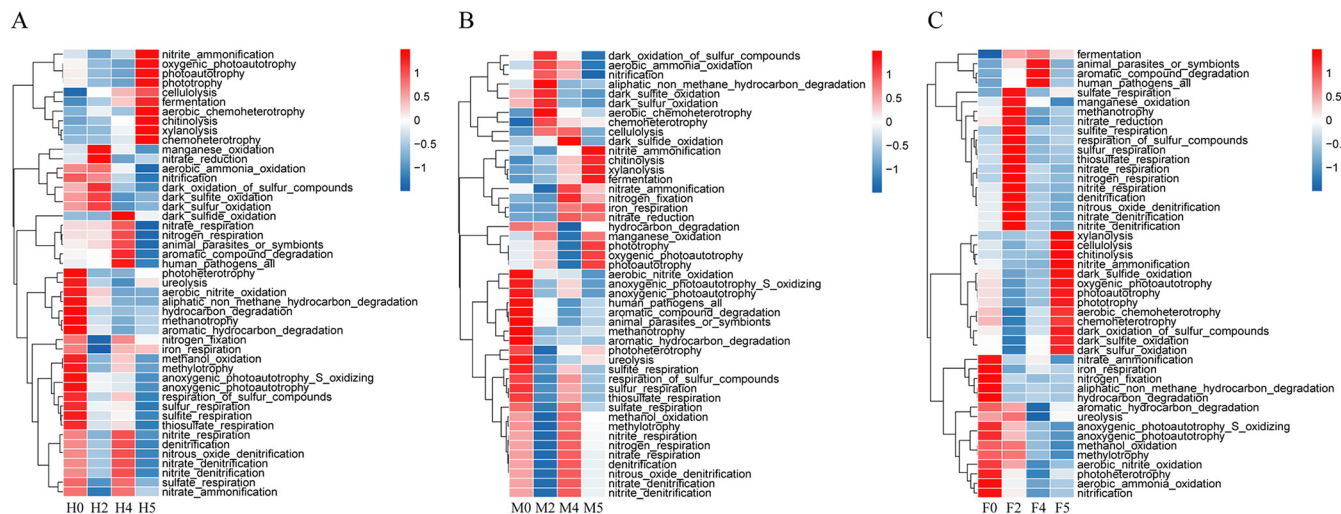 A
nitrite_ammonification
oxygenic_photoautotrophy
photoautotrophy
phototrophy
cellulolysis
fermentation
aerobic_chemoheterotrophy
chitinolysis
xylanolysis
chemoheterotrophy
manganese_oxidation
nitrate_reduction
aerobic_ammonia_oxidation
nitrification
dark_oxidation_of_sulfur_compounds
dark_sulfite_oxidation
dark_sulfur_oxidation
dark_sulfide_oxidation
nitrate_respiration
nitrogen_respiration
animal_parasites_or_symbionts
aromatic_compound_degradation
human_pathogens_all
photoheterotrophy
ureolysis
aerobic_nitrite_oxidation
aliphatic_non_methane_hydrocarbon_degradation
hydrocarbon_degradation
methanotrophy
aromatic_hydrocarbon_degradation
nitrogen_fixation
iron_respiration
methanol_oxidation
methylotrophy
anoxygenic_photoautotrophy_S_oxidizing
anoxygenic_photoautotrophy
respiration_of_sulfur_compounds
sulfur_respiration
sulfite_respiration
thiosulfate_respiration
nitrite_respiration
denitrification
nitrous_oxide_denitrification
nitrate_denitrification
nitrite_denitrification
sulfate_respiration
nitrate_ammonification
H0 H2 H4 H5
1
0.5
0
−0.5
−1
B
dark_oxidation_of_sulfur_compounds
aerobic_ammonia_oxidation
nitrification
aliphatic_non_methane_hydrocarbon_degradation
dark_sulfite_oxidation
dark_sulfur_oxidation
aerobic_chemoheterotrophy
chemoheterotrophy
cellulolysis
dark_sulfide_oxidation
nitrite_ammonification
chitinolysis
xylanolysis
fermentation
nitrate_ammonification
nitrogen_fixation
iron_respiration
nitrate_reduction
hydrocarbon_degradation
manganese_oxidation
phototrophy
oxygenic_photoautotrophy
photoautotrophy
aerobic_nitrite_oxidation
anoxygenic_photoautotrophy_S_oxidizing
anoxygenic_photoautotrophy
human_pathogens_all
aromatic_compound_degradation
animal_parasites_or_symbionts
methanotrophy
aromatic_hydrocarbon_degradation
photoheterotrophy
ureolysis
sulfite_respiration
respiration_of_sulfur_compounds
sulfur_respiration
thiosulfate_respiration
sulfate_respiration
methanol_oxidation
methylotrophy
nitrite_respiration
nitrogen_respiration
nitrate_respiration
denitrification
nitrous_oxide_denitrification
nitrate_denitrification
nitrite_denitrification
M0 M2 M4 M5
1
0.5
0
−0.5
−1
C
fermentation
animal_parasites_or_symbionts
aromatic_compound_degradation
human_pathogens_all
sulfate_respiration
manganese_oxidation
methanotrophy
nitrate_reduction
sulfite_respiration
respiration_of_sulfur_compounds
sulfur_respiration
thiosulfate_respiration
nitrate_respiration
nitrogen_respiration
nitrite_respiration
denitrification
nitrous_oxide_denitrification
nitrate_denitrification
nitrite_denitrification
xylanolysis
cellulolysis
chitinolysis
nitrite_ammonification
dark_sulfide_oxidation
oxygenic_photoautotrophy
photoautotrophy
phototrophy
aerobic_chemoheterotrophy
chemoheterotrophy
dark_oxidation_of_sulfur_compounds
dark_sulfite_oxidation
dark_sulfur_oxidation
nitrate_ammonification
iron_respiration
nitrogen_fixation
aliphatic_non_methane_hydrocarbon_degradation
hydrocarbon_degradation
aromatic_hydrocarbon_degradation
ureolysis
anoxygenic_photoautotrophy_S_oxidizing
anoxygenic_photoautotrophy
methanol_oxidation
methylotrophy
aerobic_nitrite_oxidation
photoheterotrophy
aerobic_ammonia_oxidation
nitrification
F0 F2 F4 F5
1
0.5
0
−0.5
−1